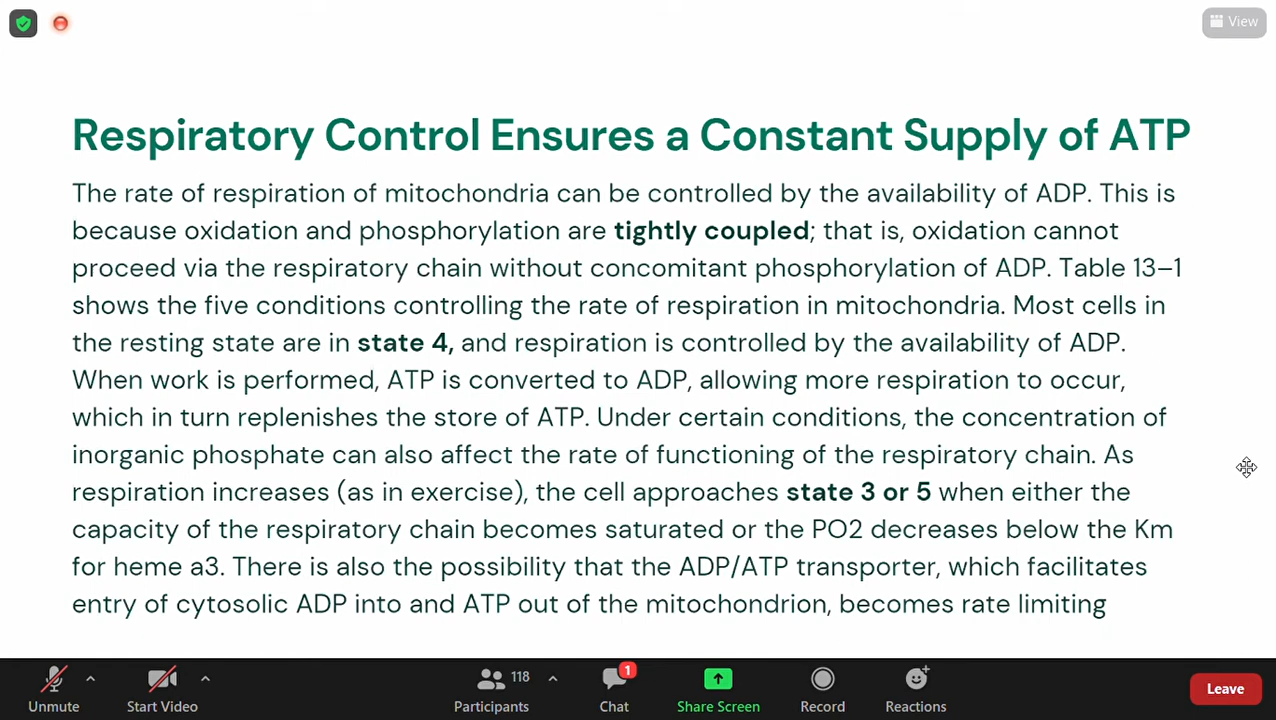 View
Respiratory Control Ensures a Constant Supply of ATP
The rate of respiration of mitochondria can be controlled by the availability of ADP. This is
because oxidation and phosphorylation are tightly coupled; that is, oxidation cannot
proceed via the respiratory chain without concomitant phosphorylation of ADP. Table 13–1
shows the five conditions controlling the rate of respiration in mitochondria. Most cells in
the resting state are in state 4, and respiration is controlled by the availability of ADP.
When work is performed, ATP is converted to ADP, allowing more respiration to occur,
which in turn replenishes the store of ATP. Under certain conditions, the concentration of
inorganic phosphate can also affect the rate of functioning of the respiratory chain. As
respiration increases (as in exercise), the cell approaches state 3 or 5 when either the
capacity of the respiratory chain becomes saturated or the PO2 decreases below the Km
for heme a3. There is also the possibility that the ADP/ATP transporter, which facilitates
entry of cytosolic ADP into and ATP out of the mitochondrion, becomes rate limiting
118
1
Unmute
Start Video
Participants
Chat
Share Screen
Record
Reactions
Leave